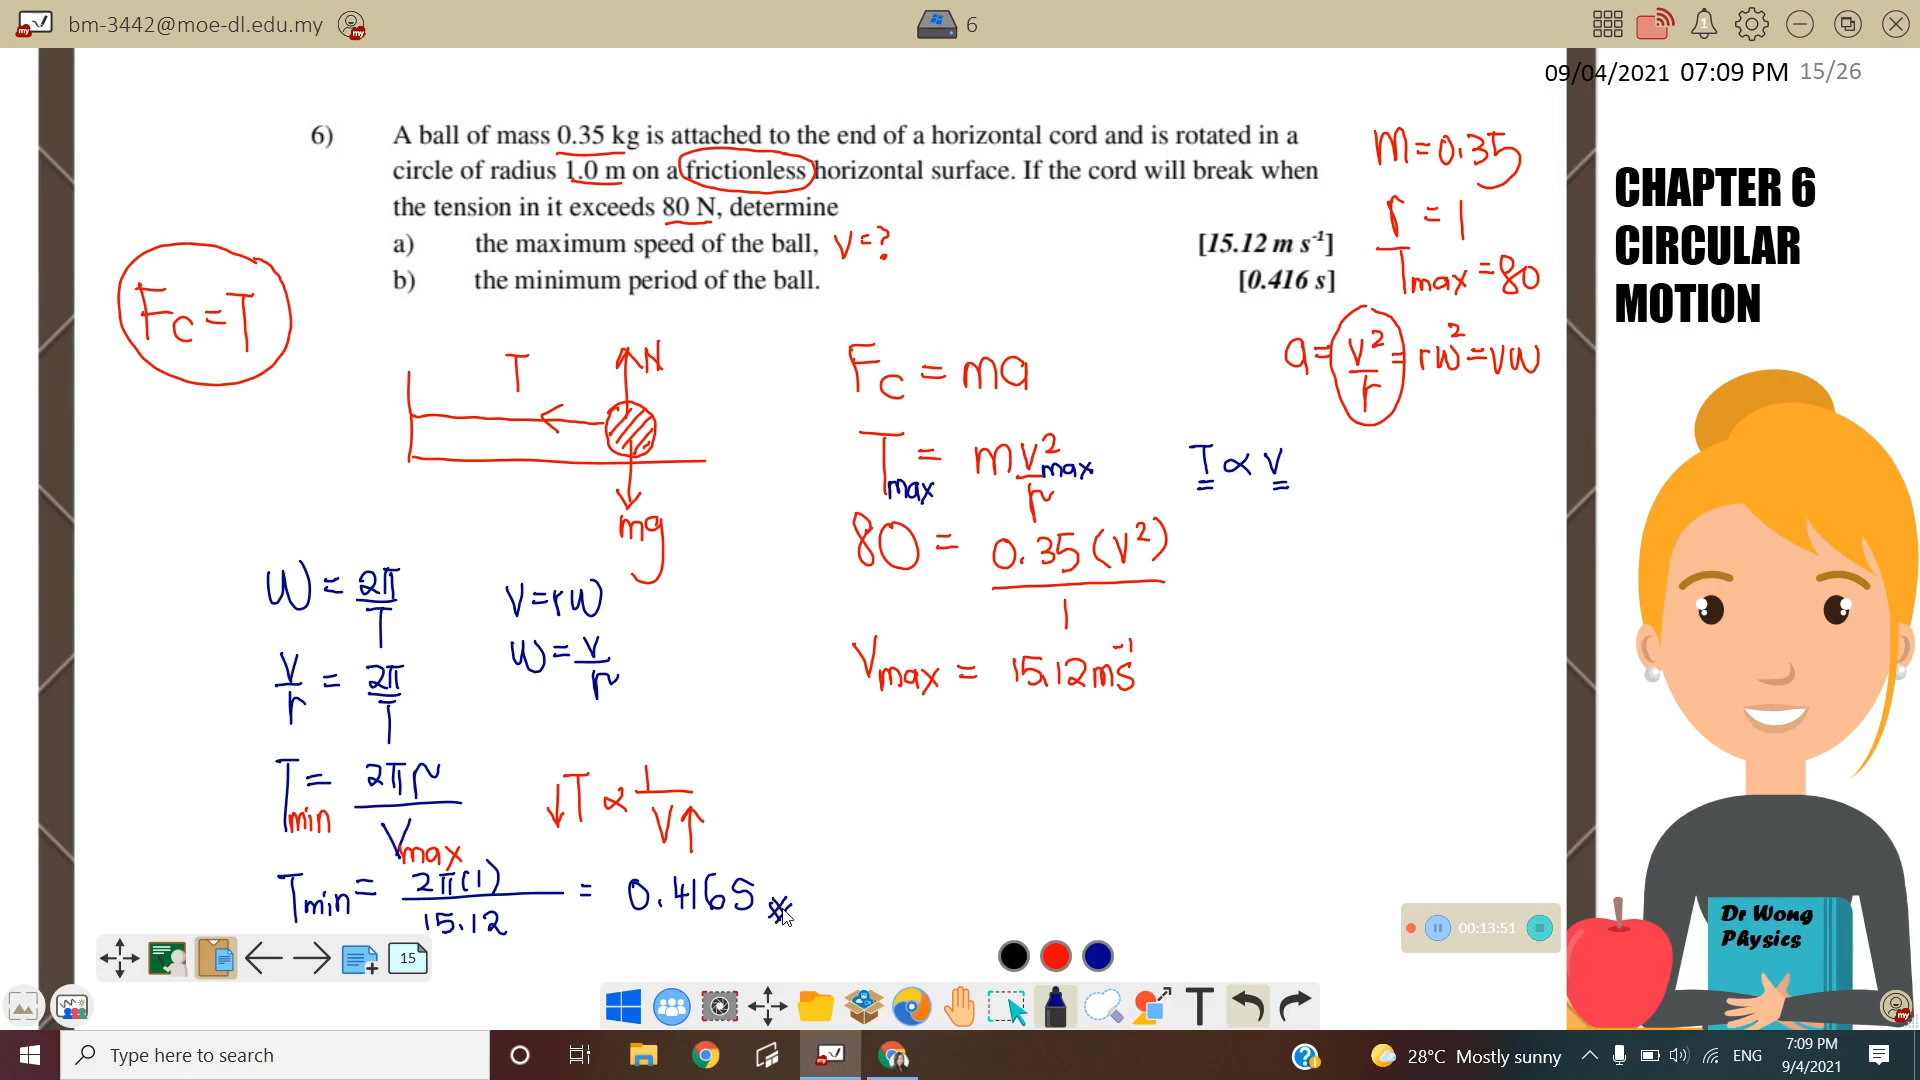 bm-3442@moe-dl.edu.my
6
1
09/04/2021 07:09 PM 15/26
6) A ball of mass 0.35 kg is attached to the end of a horizontal cord and is rotated in a
circle of radius 1.0 m on a frictionless horizontal surface. If the cord will break when
the tension in it exceeds 80 N, determine
a) the maximum speed of the ball, v=? [15.12 m s⁻¹]
b) the minimum period of the ball. [0.416 s]
m=0.35
r = 1
Tmax = 80
a = v²/r = rω² = vω
Fc = T
T
N
mg
Fc = ma
Tmax = mv²max/r
T ∝ v
80 = 0.35(v²)/1
Vmax = 15.12 ms⁻¹
ω = 2π/T
v = rω
ω = v/r
v/r = 2π/T
Tmin = 2πr/Vmax
↓T ∝ 1/v↑
Tmin = 2π(1)/15.12 = 0.416s
CHAPTER 6
CIRCULAR
MOTION
Dr Wong
Physics
00:13:51
15
T
my
Type here to search
28°C Mostly sunny
ENG
7:09 PM
9/4/2021